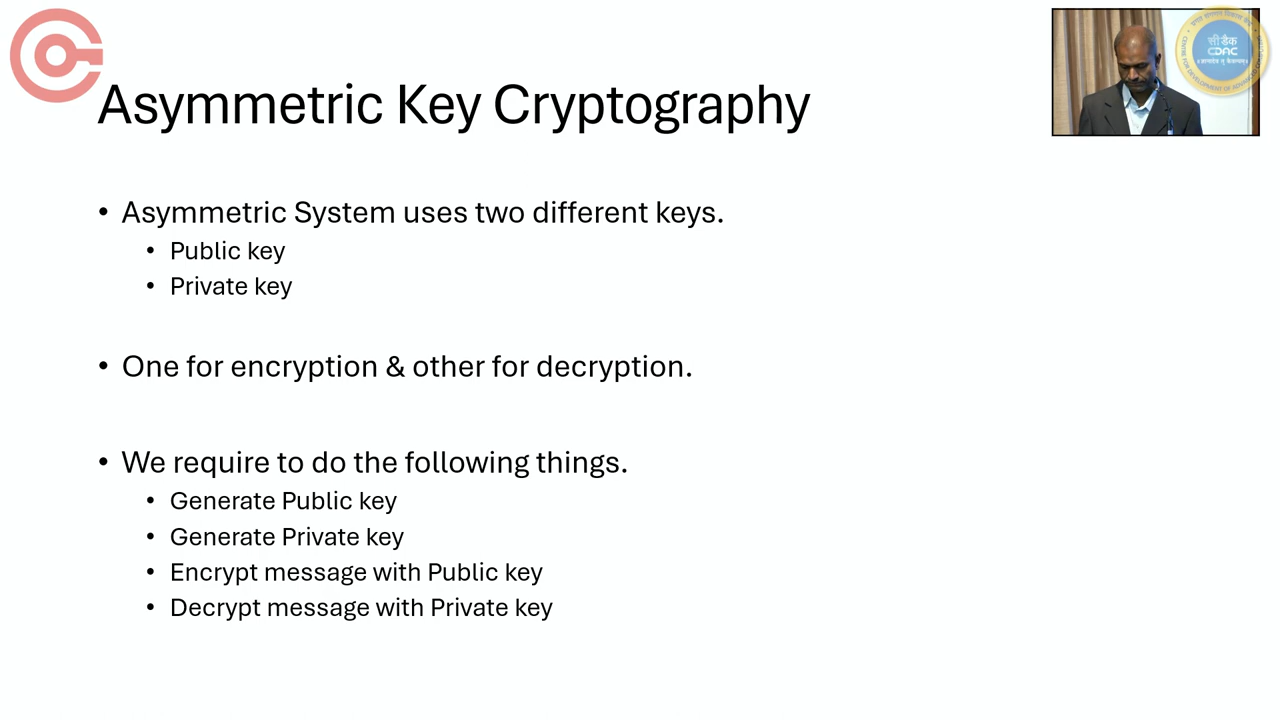 Asymmetric Key Cryptography
• Asymmetric System uses two different keys.
• Public key
• Private key
• One for encryption & other for decryption.
• We require to do the following things.
• Generate Public key
• Generate Private key
• Encrypt message with Public key
• Decrypt message with Private key
सी डैक
CDAC